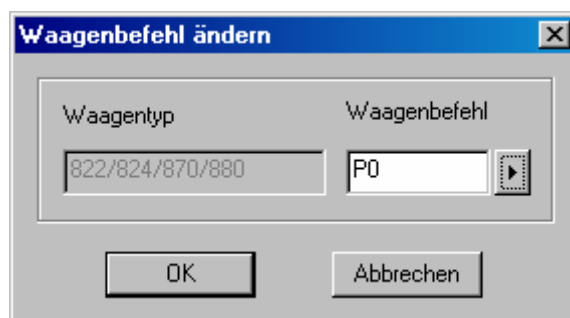 Waagenbefehl ändern
Waagentyp Waagenbefehl
822/824/870/880 P0
OK Abbrechen